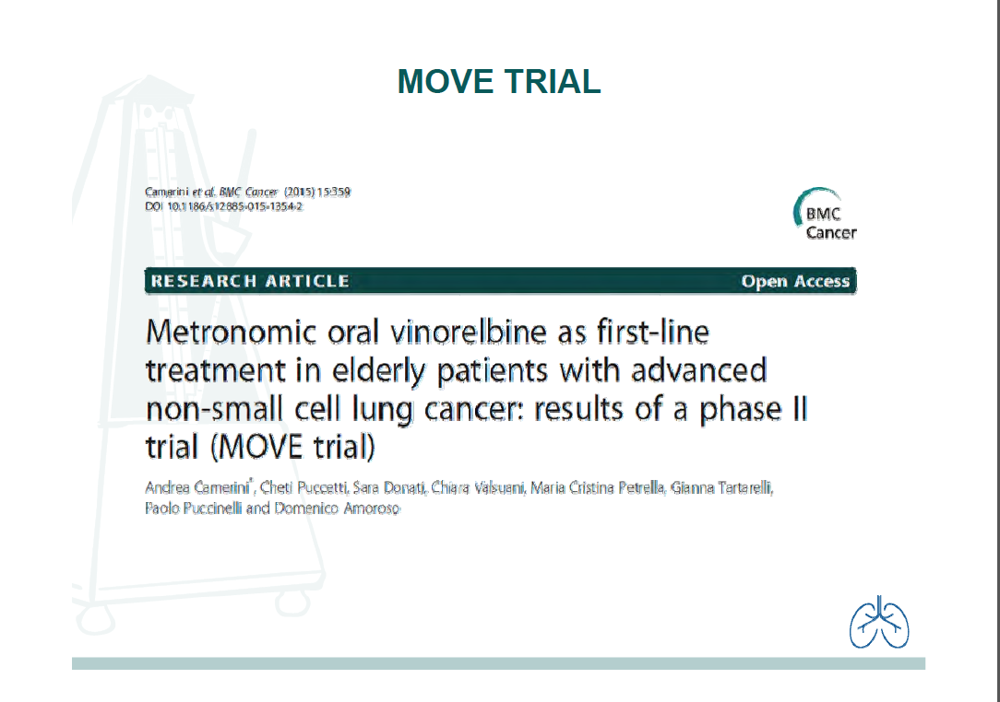 MOVE TRIAL
Camerini et al. BMC Cancer (2015) 15:359
DOI 10.1186/s12885-015-1354-2
BMC
Cancer
RESEARCH ARTICLE Open Access
Metronomic oral vinorelbine as first-line
treatment in elderly patients with advanced
non-small cell lung cancer: results of a phase II
trial (MOVE trial)
Andrea Camerini*, Cheti Puccetti, Sara Donati, Chiara Valsuani, Maria Cristina Petrella, Gianna Tartarelli,
Paolo Puccinelli and Domenico Amoroso